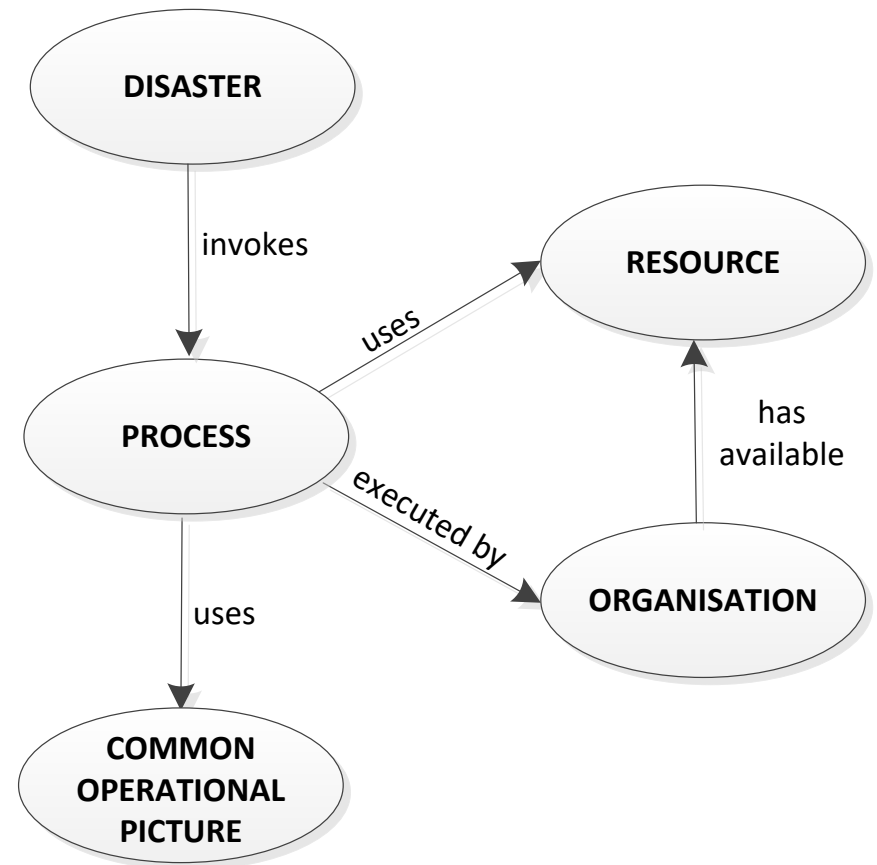 DISASTER
invokes
RESOURCE
uses
PROCESS
has
available
executed by
ORGANISATION
uses
COMMON
OPERATIONAL
PICTURE